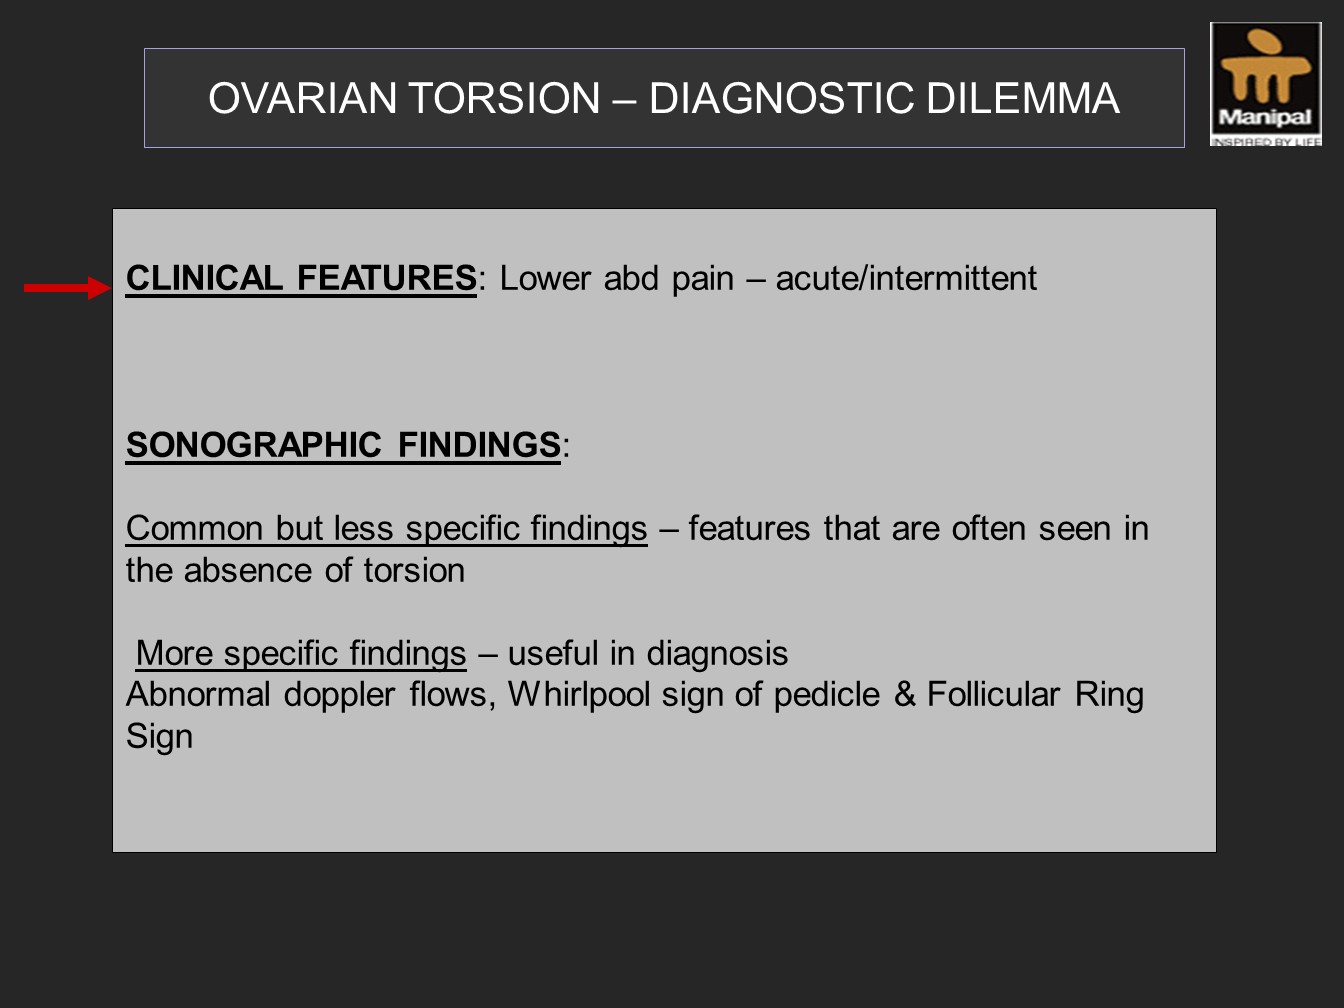 OVARIAN TORSION – DIAGNOSTIC DILEMMA
Manipal
INSPIRED BY LIFE
CLINICAL FEATURES: Lower abd pain – acute/intermittent
SONOGRAPHIC FINDINGS:
Common but less specific findings – features that are often seen in
the absence of torsion
More specific findings – useful in diagnosis
Abnormal doppler flows, Whirlpool sign of pedicle & Follicular Ring
Sign